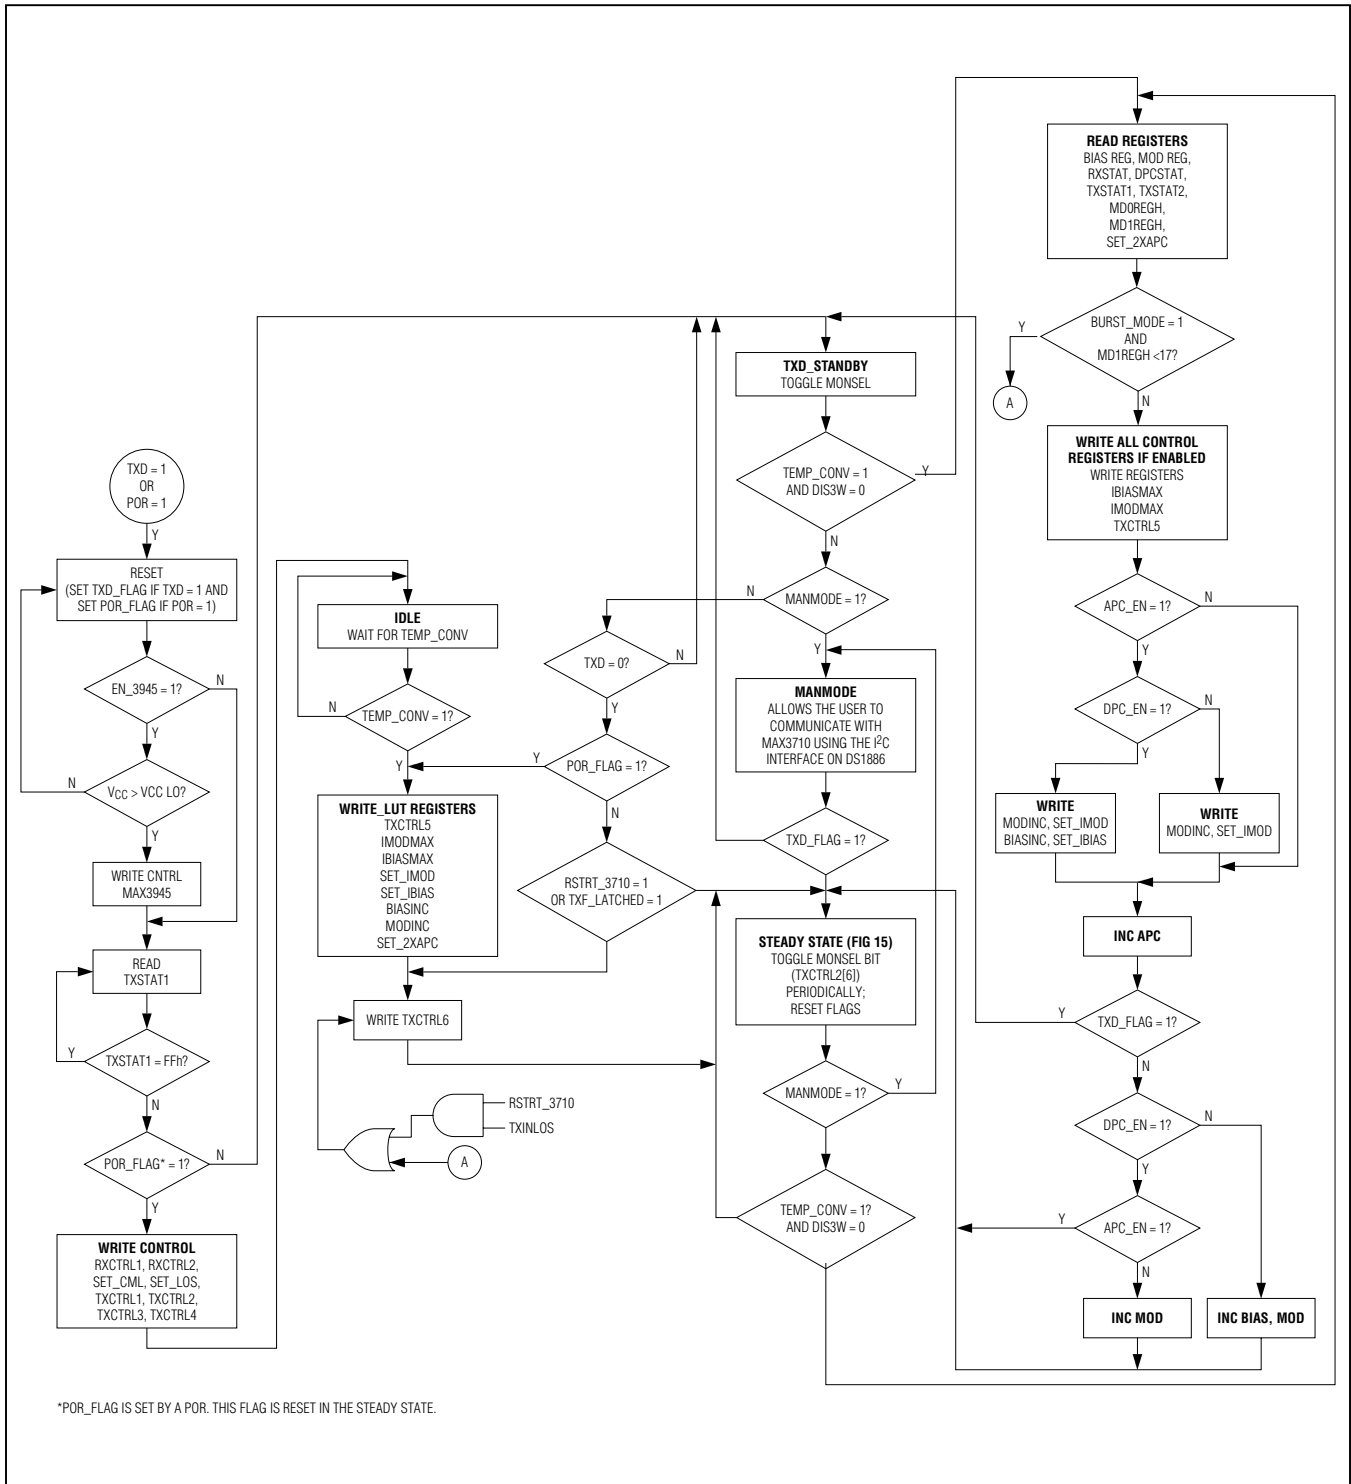 TXD = 1
OR
POR = 1
Y
RESET
(SET TXD_FLAG IF TXD = 1 AND
SET POR_FLAG IF POR = 1)
EN_3945 = 1?
N
Y
VCC > VCC LO?
N
Y
WRITE CNTRL
MAX3945
READ
TXSTAT1
TXSTAT1 = FFh?
Y
N
POR_FLAG* = 1?
N
Y
WRITE CONTROL
RXCTRL1, RXCTRL2,
SET_CML, SET_LOS,
TXCTRL1, TXCTRL2,
TXCTRL3, TXCTRL4
IDLE
WAIT FOR TEMP_CONV
TEMP_CONV = 1?
N
Y
WRITE_LUT REGISTERS
TXCTRL5
IMODMAX
IBIASMAX
SET_IMOD
SET_IBIAS
BIASINC
MODINC
SET_2XAPC
WRITE TXCTRL6
RSTRT_3710
TXINLOS
A
TXD = 0?
N
Y
POR_FLAG = 1?
Y
N
RSTRT_3710 = 1
OR TXF_LATCHED = 1
TXD_STANDBY
TOGGLE MONSEL
TEMP_CONV = 1
AND DIS3W = 0
Y
N
MANMODE = 1?
N
Y
MANMODE
ALLOWS THE USER TO
COMMUNICATE WITH
MAX3710 USING THE I2C
INTERFACE ON DS1886
TXD_FLAG = 1?
STEADY STATE (FIG 15)
TOGGLE MONSEL BIT
(TXCTRL2[6])
PERIODICALLY;
RESET FLAGS
MANMODE = 1?
Y
TEMP_CONV = 1?
AND DIS3W = 0
READ REGISTERS
BIAS REG, MOD REG,
RXSTAT, DPCSTAT,
TXSTAT1, TXSTAT2,
MD0REGH,
MD1REGH,
SET_2XAPC
BURST_MODE = 1
AND
MD1REGH <17?
Y
A
N
WRITE ALL CONTROL
REGISTERS IF ENABLED
WRITE REGISTERS
IBIASMAX
IMODMAX
TXCTRL5
APC_EN = 1?
N
Y
DPC_EN = 1?
N
Y
WRITE
MODINC, SET_IMOD
BIASINC, SET_IBIAS
WRITE
MODINC, SET_IMOD
INC APC
TXD_FLAG = 1?
Y
N
DPC_EN = 1?
N
Y
APC_EN = 1?
Y
N
INC MOD
INC BIAS, MOD
*POR_FLAG IS SET BY A POR. THIS FLAG IS RESET IN THE STEADY STATE.